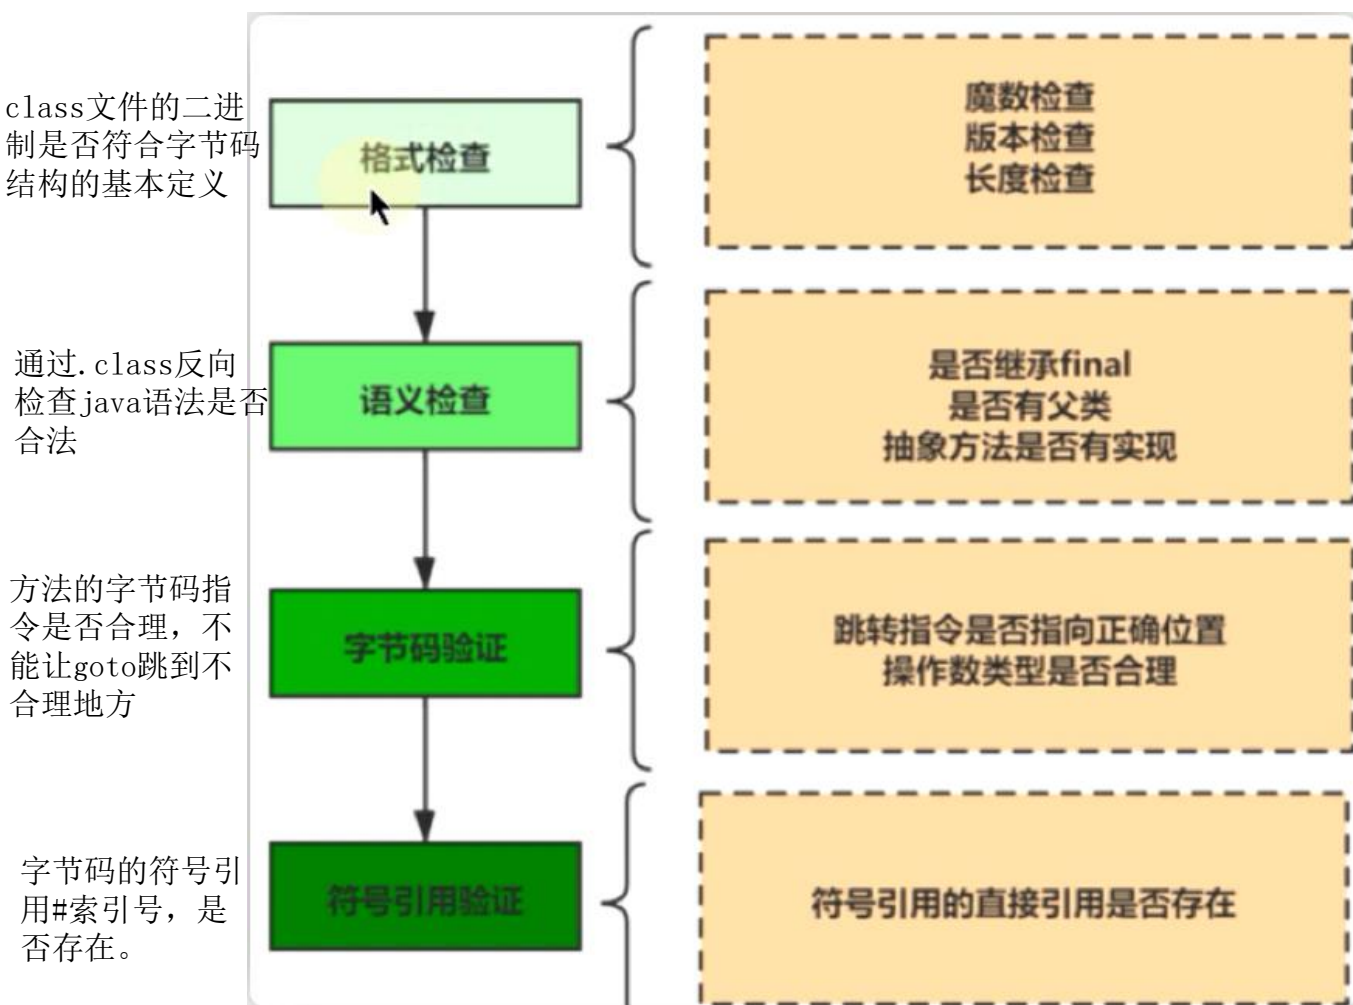 class文件的二进
制是否符合字节码
结构的基本定义
格式检查
魔数检查
版本检查
长度检查
通过.class反向
检查java语法是否
合法
语义检查
是否继承final
是否有父类
抽象方法是否有实现
方法的字节码指
令是否合理，不
能让goto跳到不
合理地方
字节码验证
跳转指令是否指向正确位置
操作数类型是否合理
字节码的符号引
用#索引号，是
否存在。
符号引用验证
符号引用的直接引用是否存在